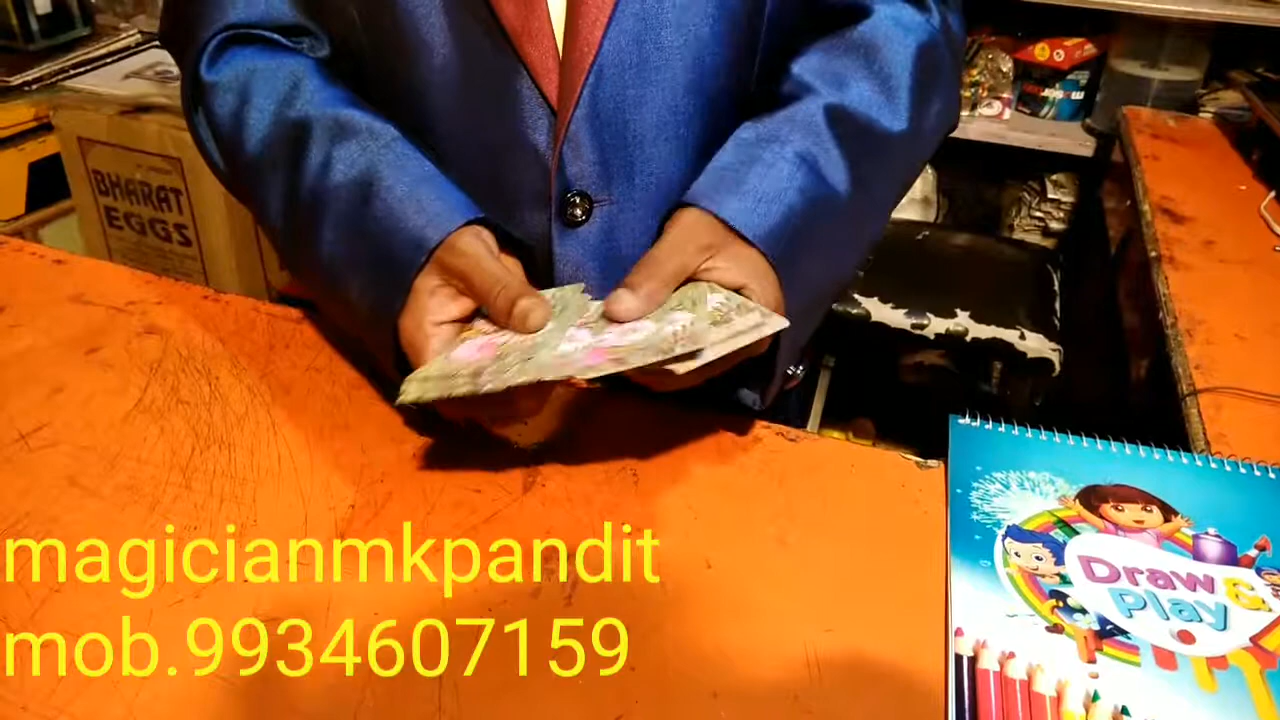 BHARAT
EGGS
Draw &
Play
magicianmkpandit
mob.9934607159